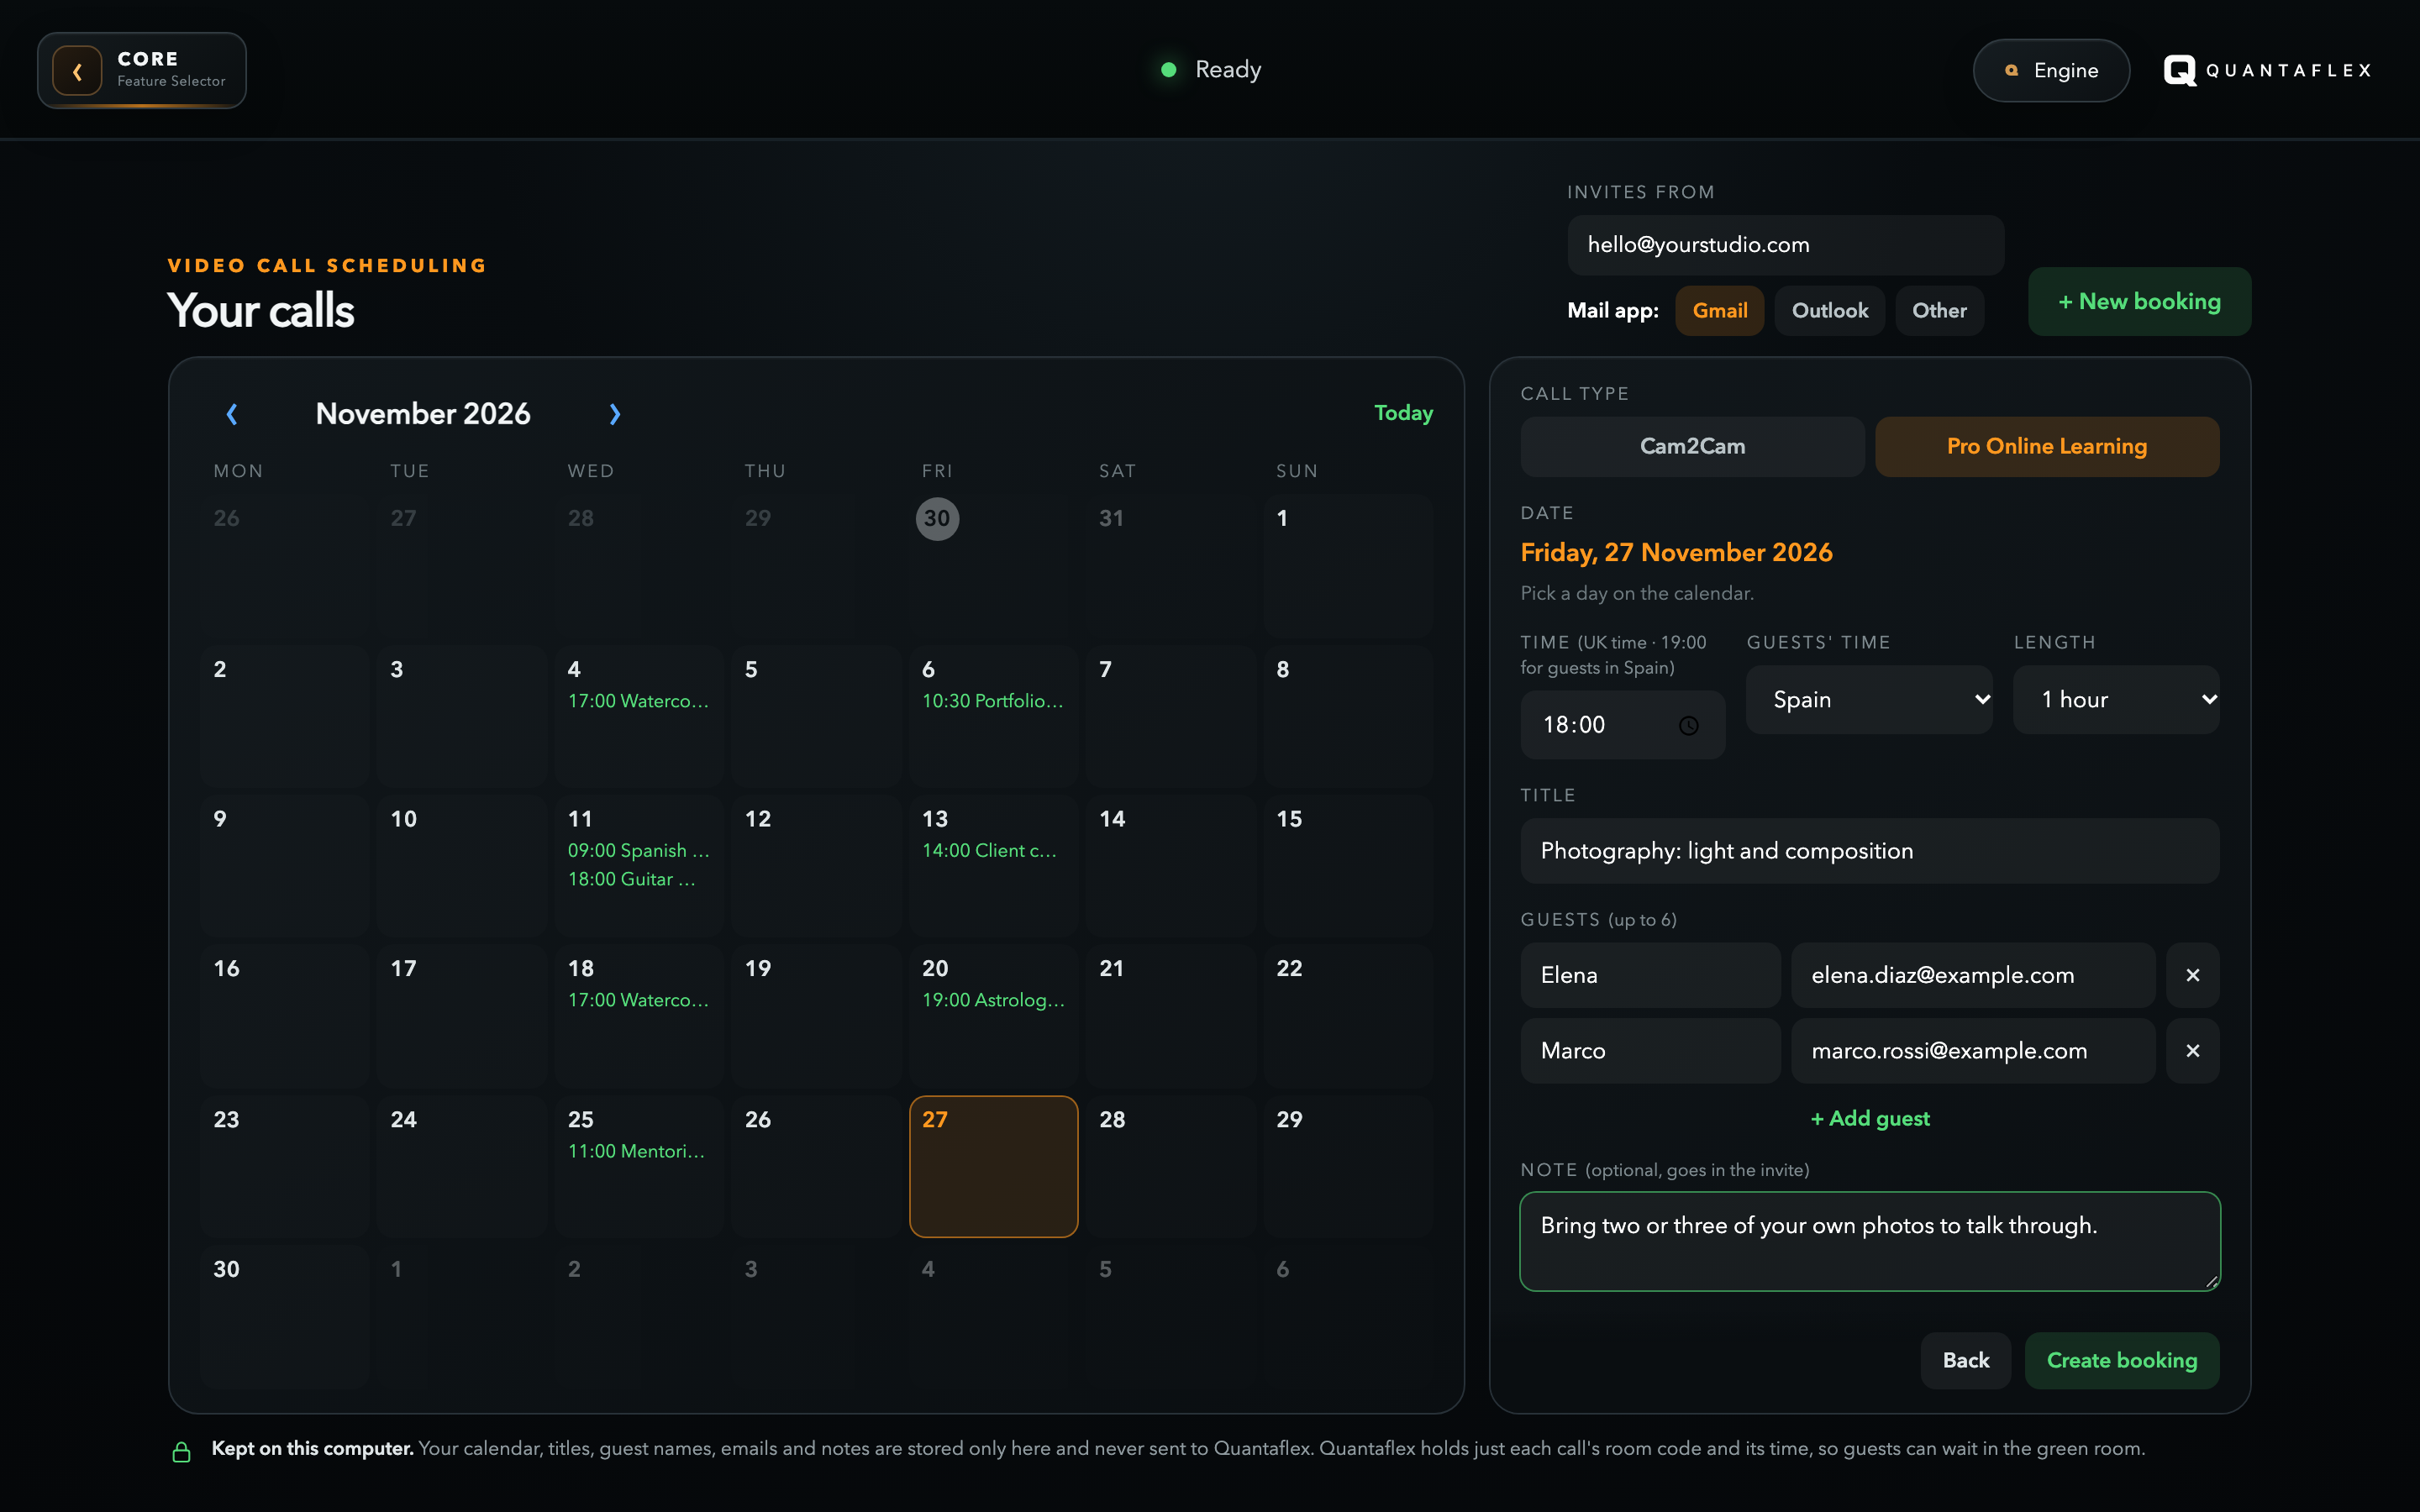 CORE
Feature Selector
Ready
Engine
QUANTAFLEX
INVITES FROM
hello@yourstudio.com
VIDEO CALL SCHEDULING
Your calls
Mail app: Gmail Outlook Other
+ New booking
November 2026
Today
MON TUE WED THU FRI SAT SUN
26 27 28 29 30 31 1
2 3 4 5 6 7 8
17:00 Waterco... 10:30 Portfolio...
9 10 11 12 13 14 15
09:00 Spanish ... 14:00 Client c...
18:00 Guitar ...
16 17 18 19 20 21 22
17:00 Waterco... 19:00 Astrolog...
23 24 25 26 27 28 29
11:00 Mentori...
30 1 2 3 4 5 6
CALL TYPE
Cam2Cam Pro Online Learning
DATE
Friday, 27 November 2026
Pick a day on the calendar.
TIME (UK time · 19:00
for guests in Spain)
18:00
GUESTS' TIME
Spain
LENGTH
1 hour
TITLE
Photography: light and composition
GUESTS (up to 6)
Elena elena.diaz@example.com ×
Marco marco.rossi@example.com ×
+ Add guest
NOTE (optional, goes in the invite)
Bring two or three of your own photos to talk through.
Back Create booking
Kept on this computer. Your calendar, titles, guest names, emails and notes are stored only here and never sent to Quantaflex. Quantaflex holds just each call's room code and its time, so guests can wait in the green room.